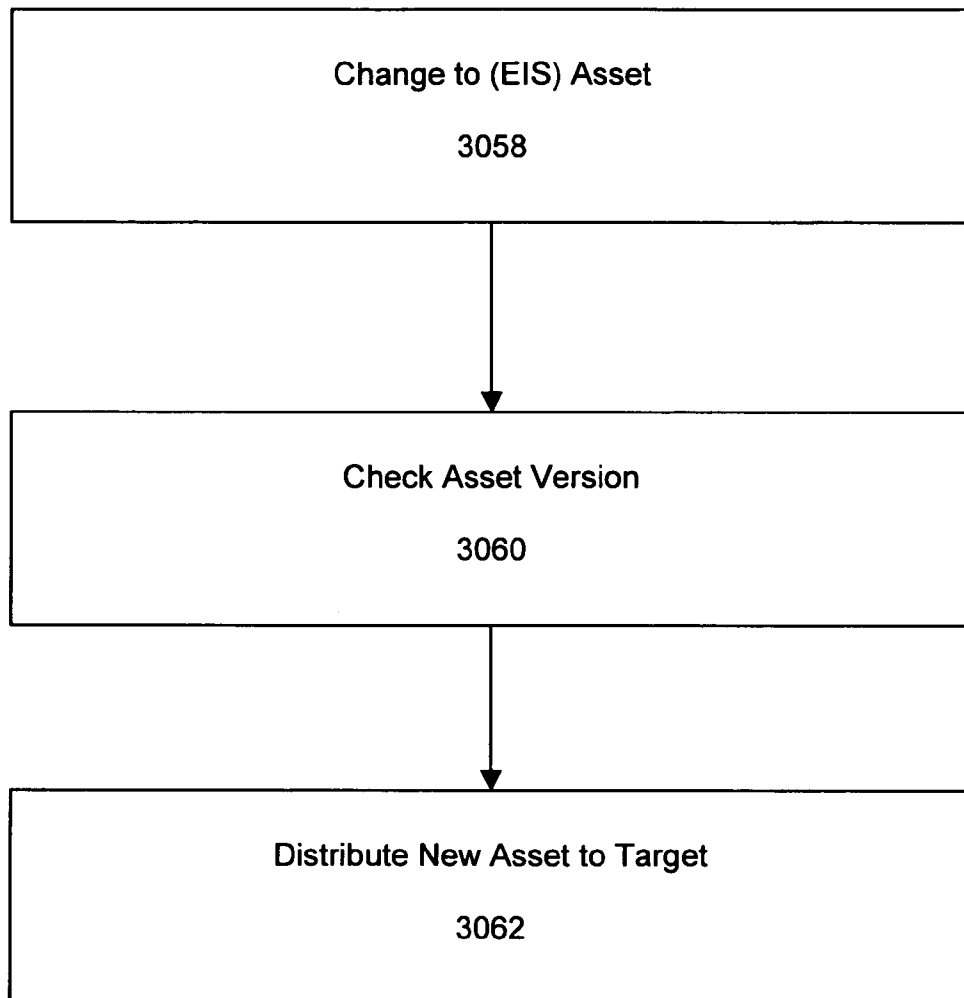 Change to (EIS) Asset
3058
Check Asset Version
3060
Distribute New Asset to Target
3062